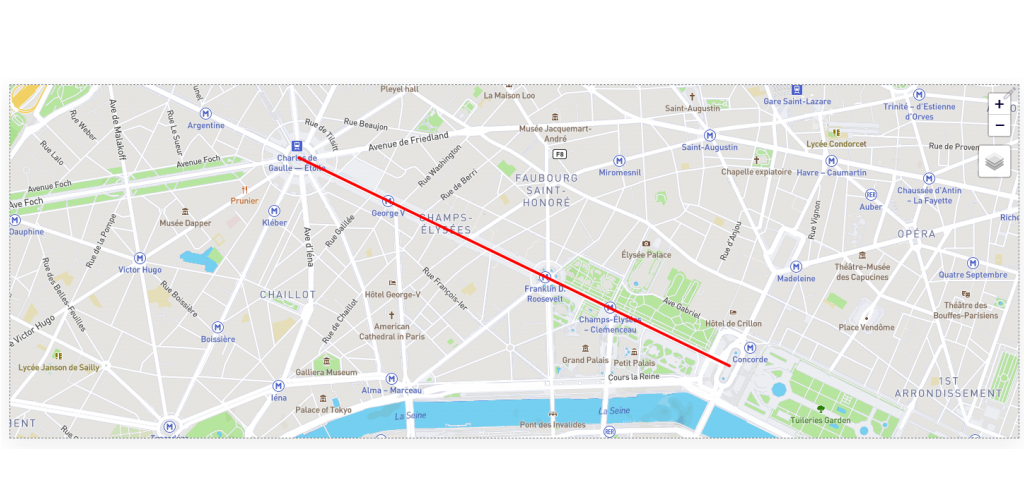 Pleyel hall
La Maison Loo
Gare Saint-Lazare
Trinité – d'Estienne
d'Orves
Saint-Augustin
Argentine
Ave de Malakoff
Rue Weber
Rue Le Sueur
Rue de Tilsitt
Rue Beaujon
Avenue de Friedland
Musée Jacquemart-
André
F8
Saint-Augustin
Lycée Condorcet
Rue Lalo
Avenue Foch
Charles de
Gaulle — Étoile
Rue Washington
Miromesnil
Chapelle expiatoire
Havre – Caumartin
Rue de Proven
Avenue Foch
Ave Foch
Prunier
Rue de Berri
FAUBOURG
SAINT-
HONORÉ
Chaussée d'Antin
– La Fayette
Auber
Dauphine
Musée Dapper
Kléber
George V
CHAMPS-
ÉLYSÉES
Rue de la Pompe
Rue Galilée
Ave d'Iéna
Rue d'Anjou
Rue Vignon
OPÉRA
Victor Hugo
Élysée Palace
Madeleine
Théatre-Musée
des Capucines
Quatre Septembre
Rue des Belles-Feuilles
Rue Boissière
CHAILLOT
Hôtel George-V
Rue François-Ier
Franklin D.
Roosevelt
Ave Gabriel
Théâtre des
Bouffes-Parisiens
e Victor Hugo
Boissière
Rue de Chaillot
American
Cathedral in Paris
Champs-Élysées
– Clemenceau
Hôtel de Crillon
Place Vendôme
Lycée Janson de Sailly
Galliera Museum
Grand Palais
Petit Palais
Concorde
Cours la Reine
Iéna
Alma – Marceau
1ST
ARRONDISSEMENT
Palace of Tokyo
La Seine
La Seine
Pont des Invalides
Tuileries Garden
+
−